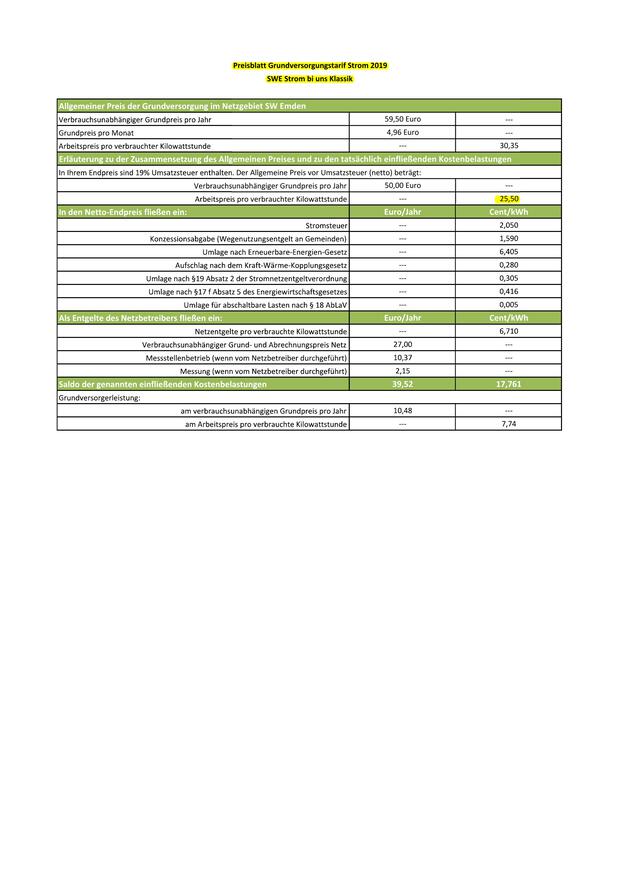 Preisblatt Grundversorgungstarif Strom 2019
SWE Strom bi uns Klassik
Allgemeiner Preis der Grundversorgung im Netzgebiet SW Emden
Verbrauchsunabhängiger Grundpreis pro Jahr 59,50 Euro ---
Grundpreis pro Monat 4,96 Euro ---
Arbeitspreis pro verbrauchter Kilowattstunde --- 30,35
Erläuterung zu der Zusammensetzung des Allgemeinen Preises und zu den tatsächlich einfließenden Kostenbelastungen
In Ihrem Endpreis sind 19% Umsatzsteuer enthalten. Der Allgemeine Preis vor Umsatzsteuer (netto) beträgt:
Verbrauchsunabhängiger Grundpreis pro Jahr 50,00 Euro ---
Arbeitspreis pro verbrauchter Kilowattstunde --- 25,50
In den Netto-Endpreis fließen ein: Euro/Jahr Cent/kWh
Stromsteuer --- 2,050
Konzessionsabgabe (Wegenutzungsentgelt an Gemeinden) --- 1,590
Umlage nach Erneuerbare-Energien-Gesetz --- 6,405
Aufschlag nach dem Kraft-Wärme-Kopplungsgesetz --- 0,280
Umlage nach §19 Absatz 2 der Stromnetzentgeltverordnung --- 0,305
Umlage nach §17 f Absatz 5 des Energiewirtschaftsgesetzes --- 0,416
Umlage für abschaltbare Lasten nach § 18 AbLaV --- 0,005
Als Entgelte des Netzbetreibers fließen ein: Euro/Jahr Cent/kWh
Netzentgelte pro verbrauchte Kilowattstunde --- 6,710
Verbrauchsunabhängiger Grund- und Abrechnungspreis Netz 27,00 ---
Messstellenbetrieb (wenn vom Netzbetreiber durchgeführt) 10,37 ---
Messung (wenn vom Netzbetreiber durchgeführt) 2,15 ---
Saldo der genannten einfließenden Kostenbelastungen 39,52 17,761
Grundversorgerleistung:
am verbrauchsunabhängigen Grundpreis pro Jahr 10,48 ---
am Arbeitspreis pro verbrauchte Kilowattstunde --- 7,74